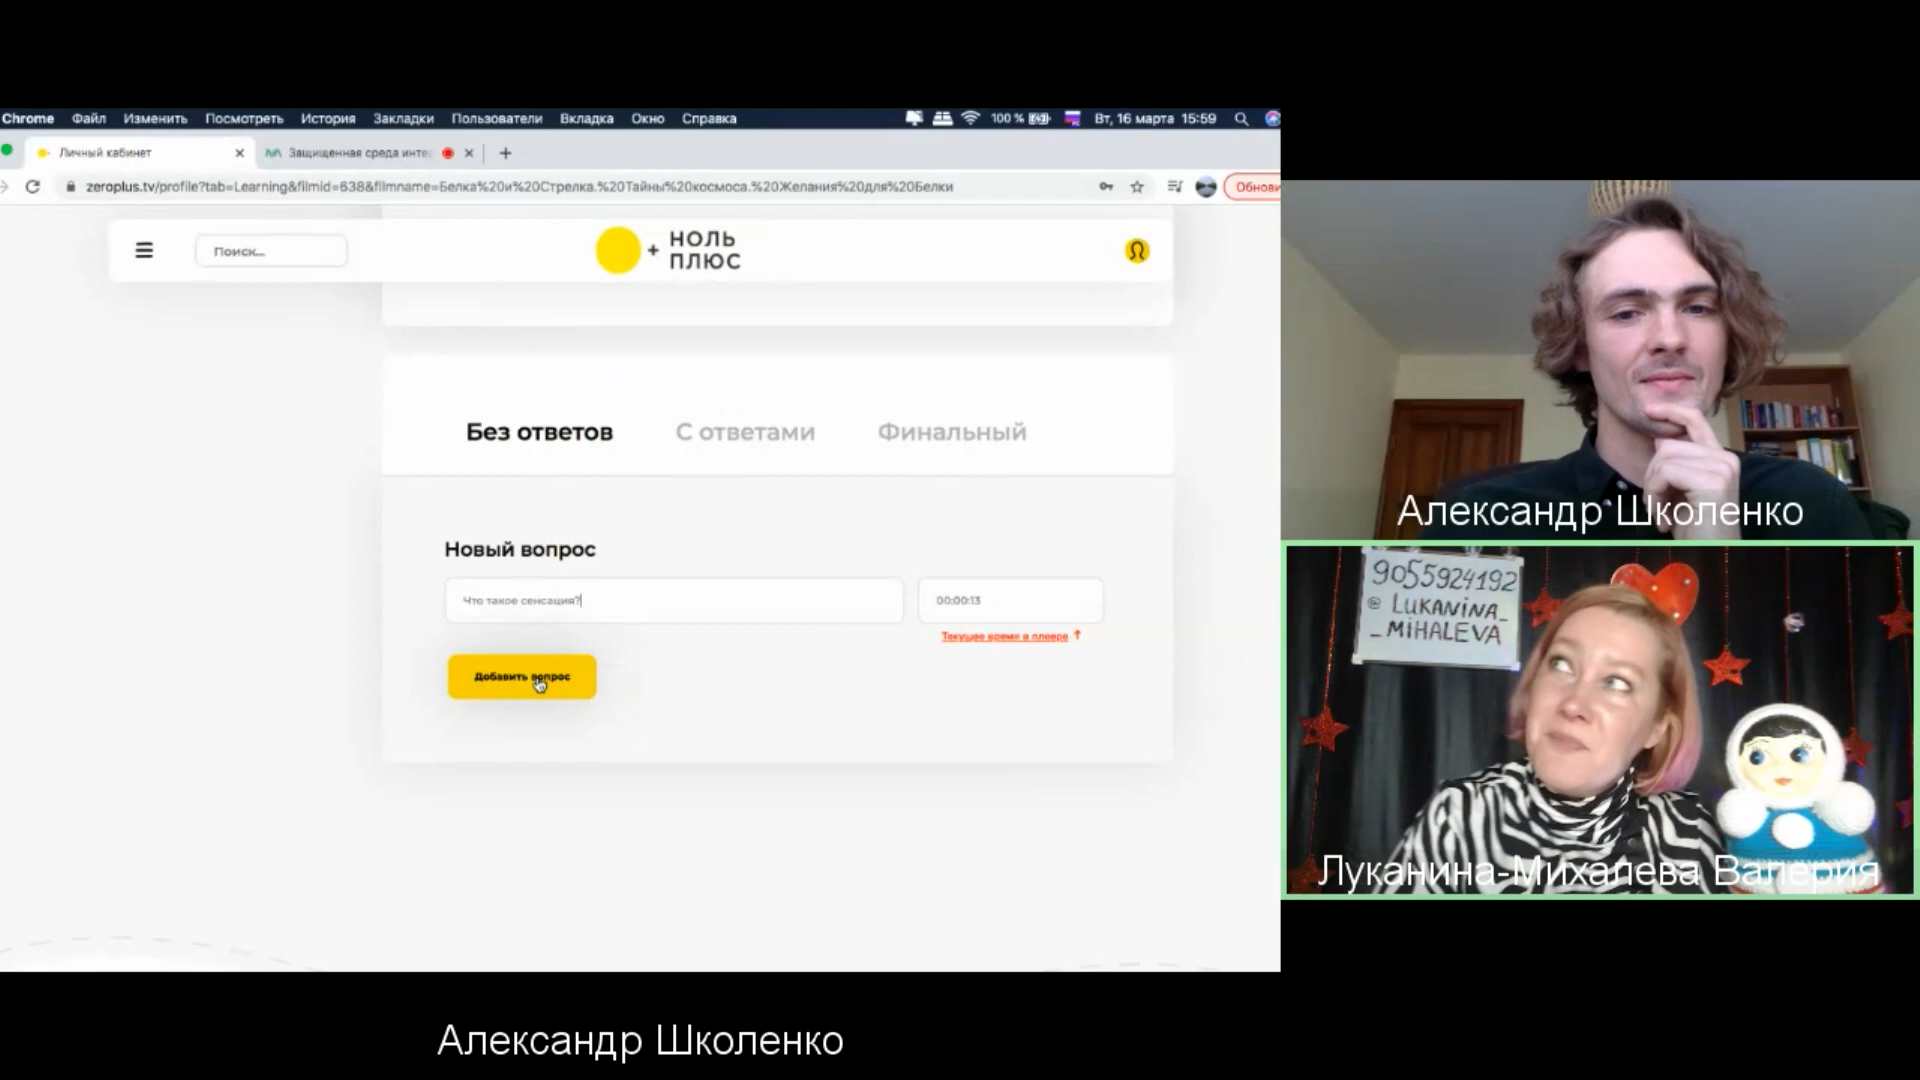 Chrome Файл Изменить Посмотреть История Закладки Пользователи Вкладка Окно Справка 100 % Вт, 16 марта 15:59
Личный кабинет Защищенная среда инте
zeroplus.tv/profile?tab=Learning&filmid=638&filmname=Белка%20и%20Стрелка.%20Тайны%20космоса.%20Желания%20для%20Белки Обнови
Поиск...
НОЛЬ
ПЛЮС
Без ответов С ответами Финальный
Новый вопрос
Что такое сенсация? 00:00:13
Текущее время в плеере ↑
Добавить вопрос
Александр Школенко
9055924192
@ LUKANINA_
_MIHALEVA
Луканина-Михалева Валерия
Александр Школенко